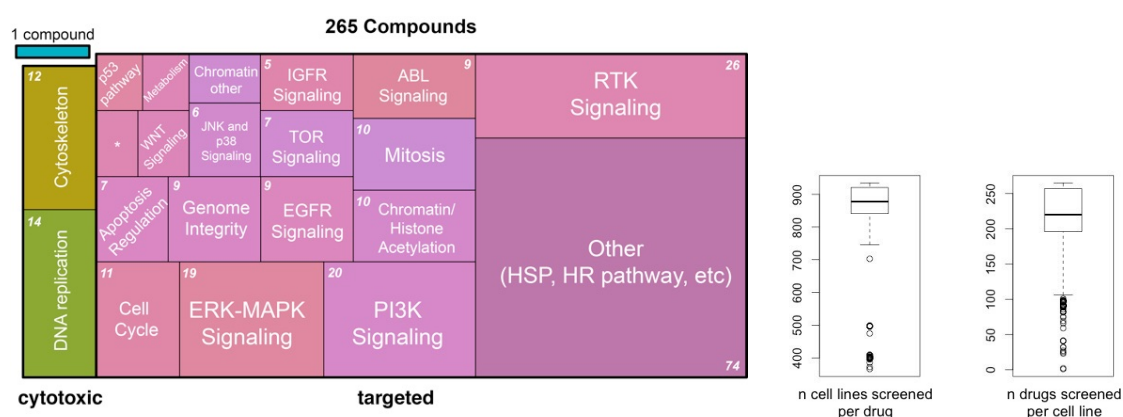 265 Compounds
1 compound
12
Cytoskeleton
14
DNA replication
p53
pathway
Metabolism
Chromatin
other
5
IGFR
Signaling
9
ABL
Signaling
26
RTK
Signaling
*
WNT
Signaling
6
JNK and
p38
Signaling
7
TOR
Signaling
10
Mitosis
7
Apoptosis
Regulation
9
Genome
Integrity
9
EGFR
Signaling
10
Chromatin/
Histone
Acetylation
Other
(HSP, HR pathway, etc)
74
11
Cell
Cycle
19
ERK-MAPK
Signaling
20
PI3K
Signaling
cytotoxic
targeted
900
800
700
600
500
400
n cell lines screened
per drug
250
200
150
100
50
0
n drugs screened
per cell line